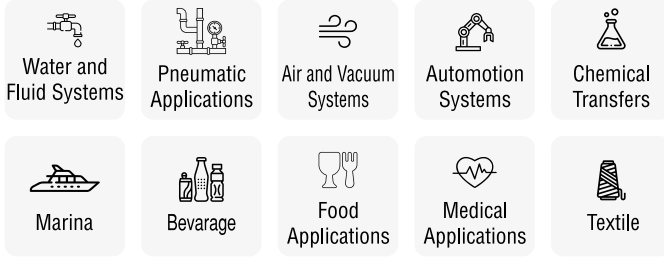 Water and
Fluid Systems
Pneumatic
Applications
Air and Vacuum
Systems
Automotion
Systems
Chemical
Transfers
Marina
Bevarage
Food
Applications
Medical
Applications
Textile